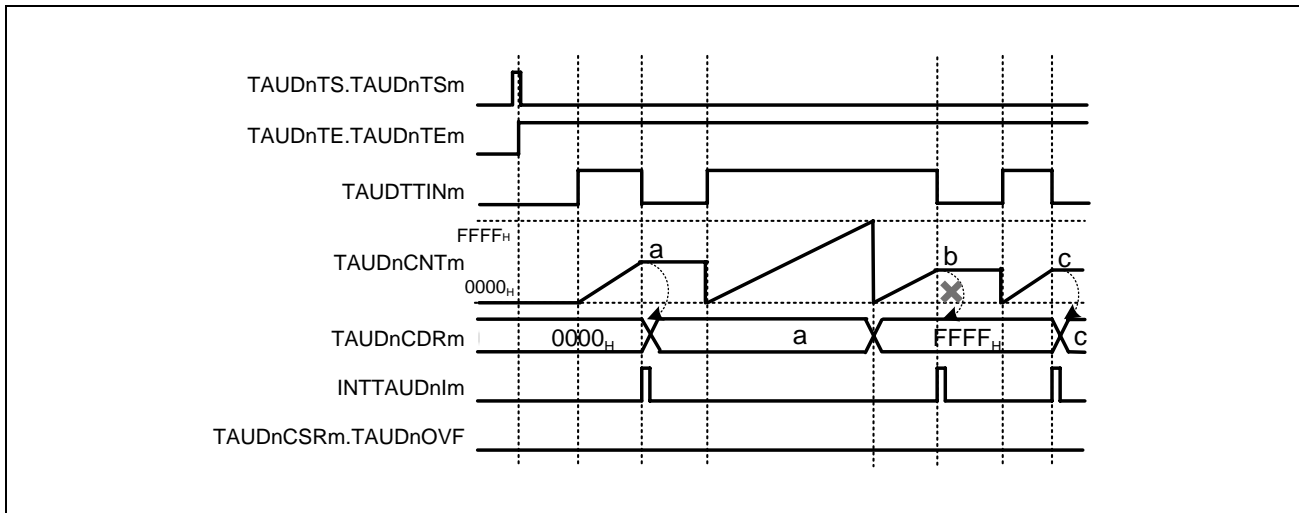 TAUDnTS.TAUDnTSm
TAUDnTE.TAUDnTEm
TAUDTTINm
FFFFH
TAUDnCNTm
0000H
a
b
c
TAUDnCDRm
0000H
a
FFFFH
c
INTTAUDnIm
TAUDnCSRm.TAUDnOVF